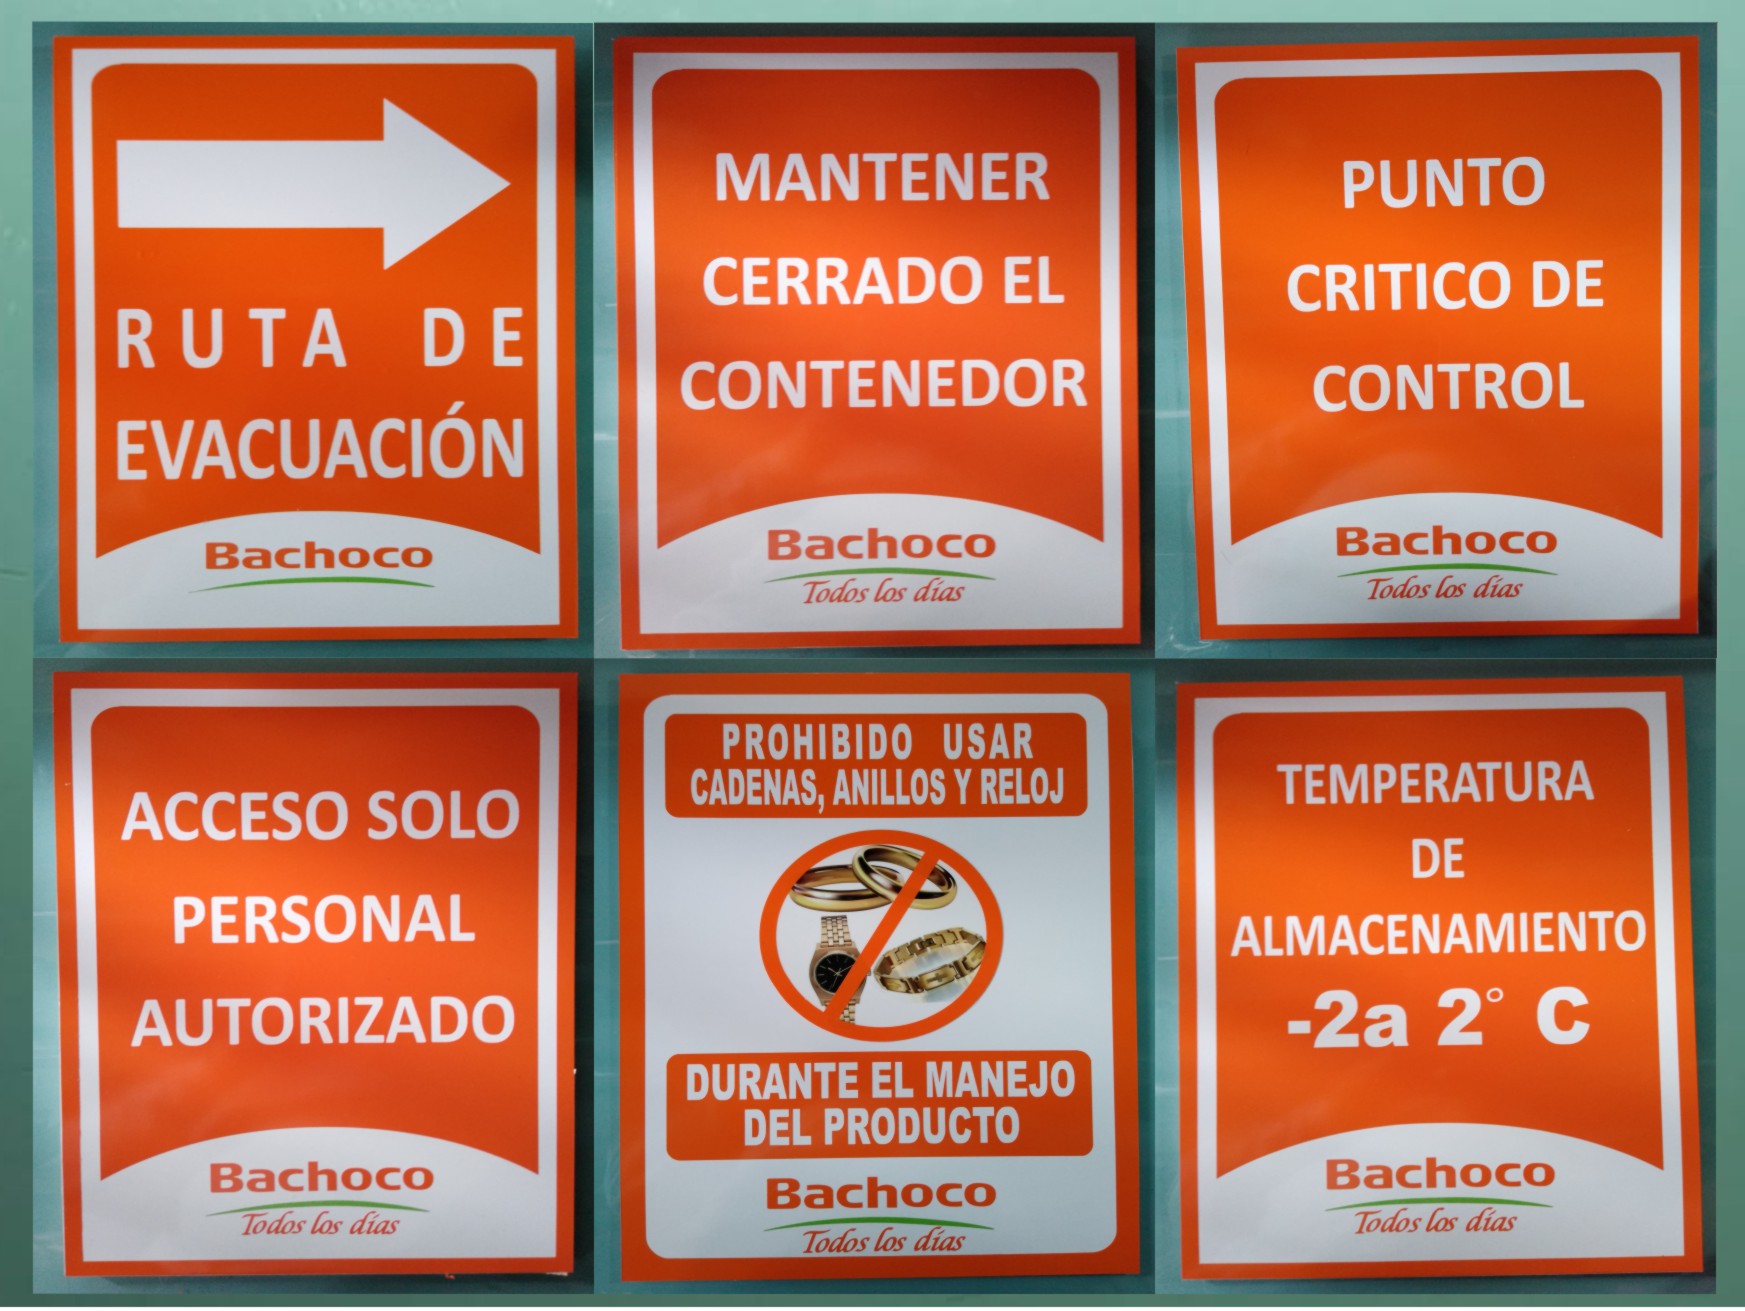 RUTA DE
EVACUACIÓN
Bachoco
MANTENER
CERRADO EL
CONTENEDOR
Bachoco
Todos los días
PUNTO
CRITICO DE
CONTROL
Bachoco
Todos los días
ACCESO SOLO
PERSONAL
AUTORIZADO
Bachoco
Todos los días
PROHIBIDO USAR
CADENAS, ANILLOS Y RELOJ
DURANTE EL MANEJO
DEL PRODUCTO
Bachoco
Todos los días
TEMPERATURA
DE
ALMACENAMIENTO
-2a 2° C
Bachoco
Todos los días